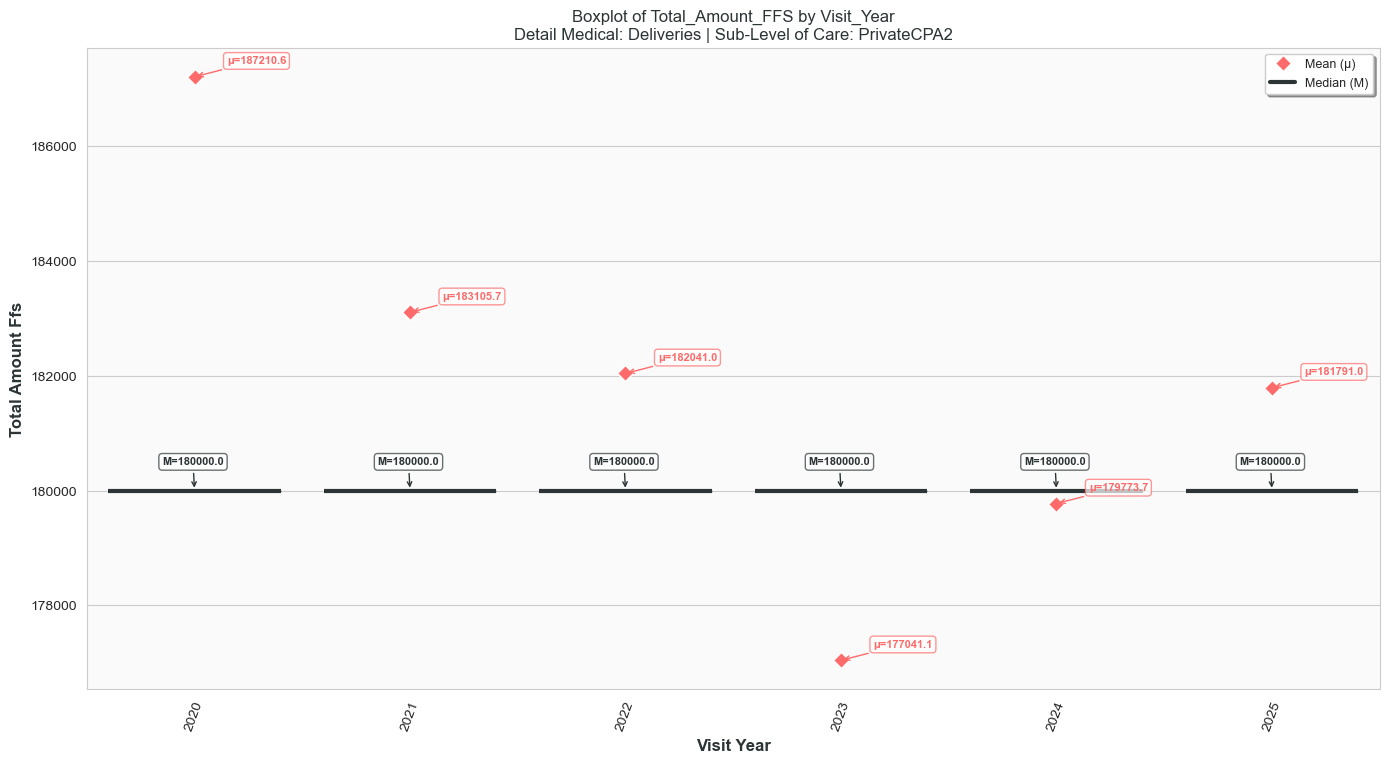 Boxplot of Total_Amount_FFS by Visit_Year
Detail Medical: Deliveries | Sub-Level of Care: PrivateCPA2
μ=187210.6
Mean (μ)
Median (M)
186000
184000
μ=183105.7
μ=182041.0
182000
μ=181791.0
Total Amount Ffs
M=180000.0
M=180000.0
M=180000.0
M=180000.0
M=180000.0
M=180000.0
180000
μ=179773.7
178000
μ=177041.1
2020
2021
2022
2023
2024
2025
Visit Year